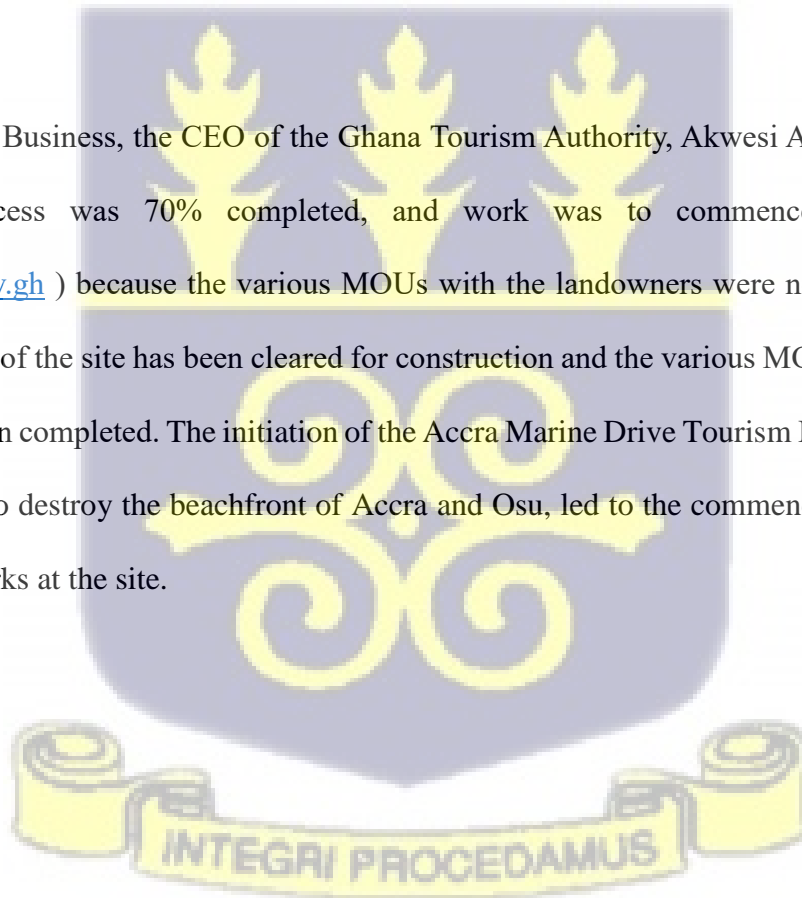 Business, the CEO of the Ghana Tourism Authority, Akwesi A
cess was 70% completed, and work was to commenc
.gh ) because the various MOUs with the landowners were n
of the site has been cleared for construction and the various MO
n completed. The initiation of the Accra Marine Drive Tourism
o destroy the beachfront of Accra and Osu, led to the commen
rks at the site.
INTEGRI PROCEDAMUS